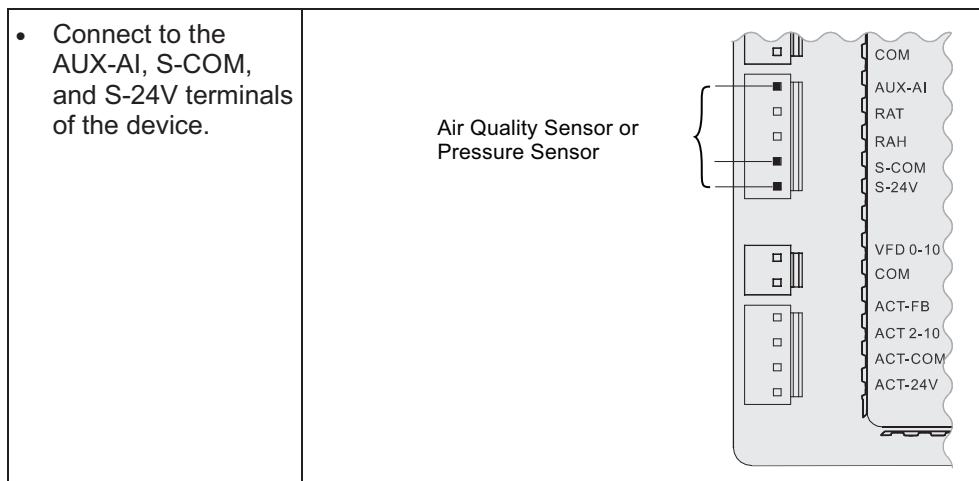 • Connect to the
AUX-AI, S-COM,
and S-24V terminals
of the device.
Air Quality Sensor or
Pressure Sensor
COM
AUX-AI
RAT
RAH
S-COM
S-24V
VFD 0-10
COM
ACT-FB
ACT 2-10
ACT-COM
ACT-24V